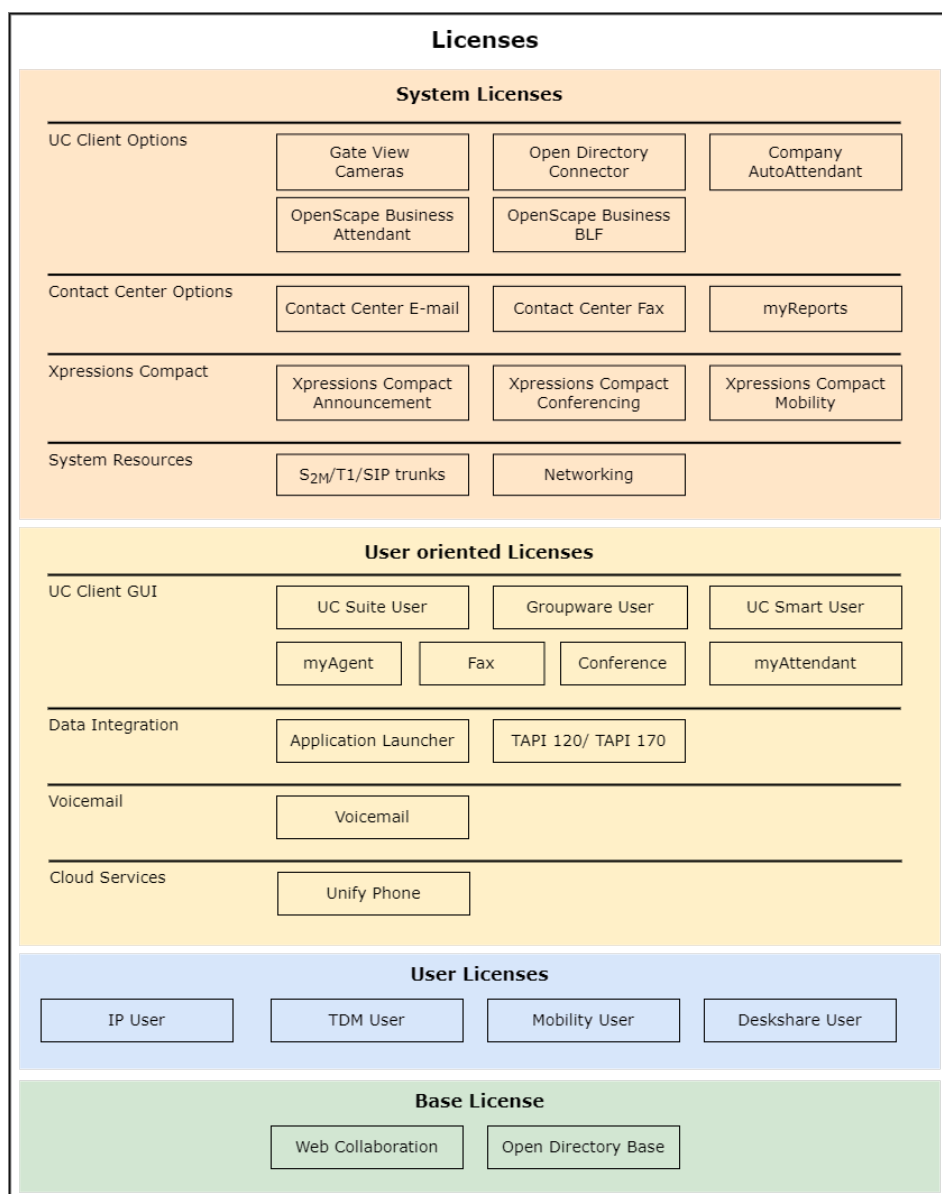 Licenses
System Licenses
UC Client Options
Gate View
Cameras
Open Directory
Connector
Company
AutoAttendant
OpenScape Business
Attendant
OpenScape Business
BLF
Contact Center Options
Contact Center E-mail
Contact Center Fax
myReports
Xpressions Compact
Xpressions Compact
Announcement
Xpressions Compact
Conferencing
Xpressions Compact
Mobility
System Resources
S2M/T1/SIP trunks
Networking
User oriented Licenses
UC Client GUI
UC Suite User
Groupware User
UC Smart User
myAgent
Fax
Conference
myAttendant
Data Integration
Application Launcher
TAPI 120/ TAPI 170
Voicemail
Voicemail
Cloud Services
Unify Phone
User Licenses
IP User
TDM User
Mobility User
Deskshare User
Base License
Web Collaboration
Open Directory Base